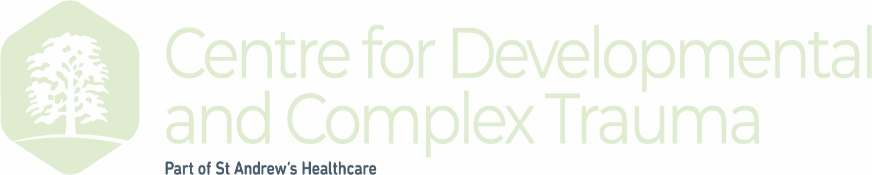 Centre for Developmental
and Complex Trauma
Part of St Andrew's Healthcare